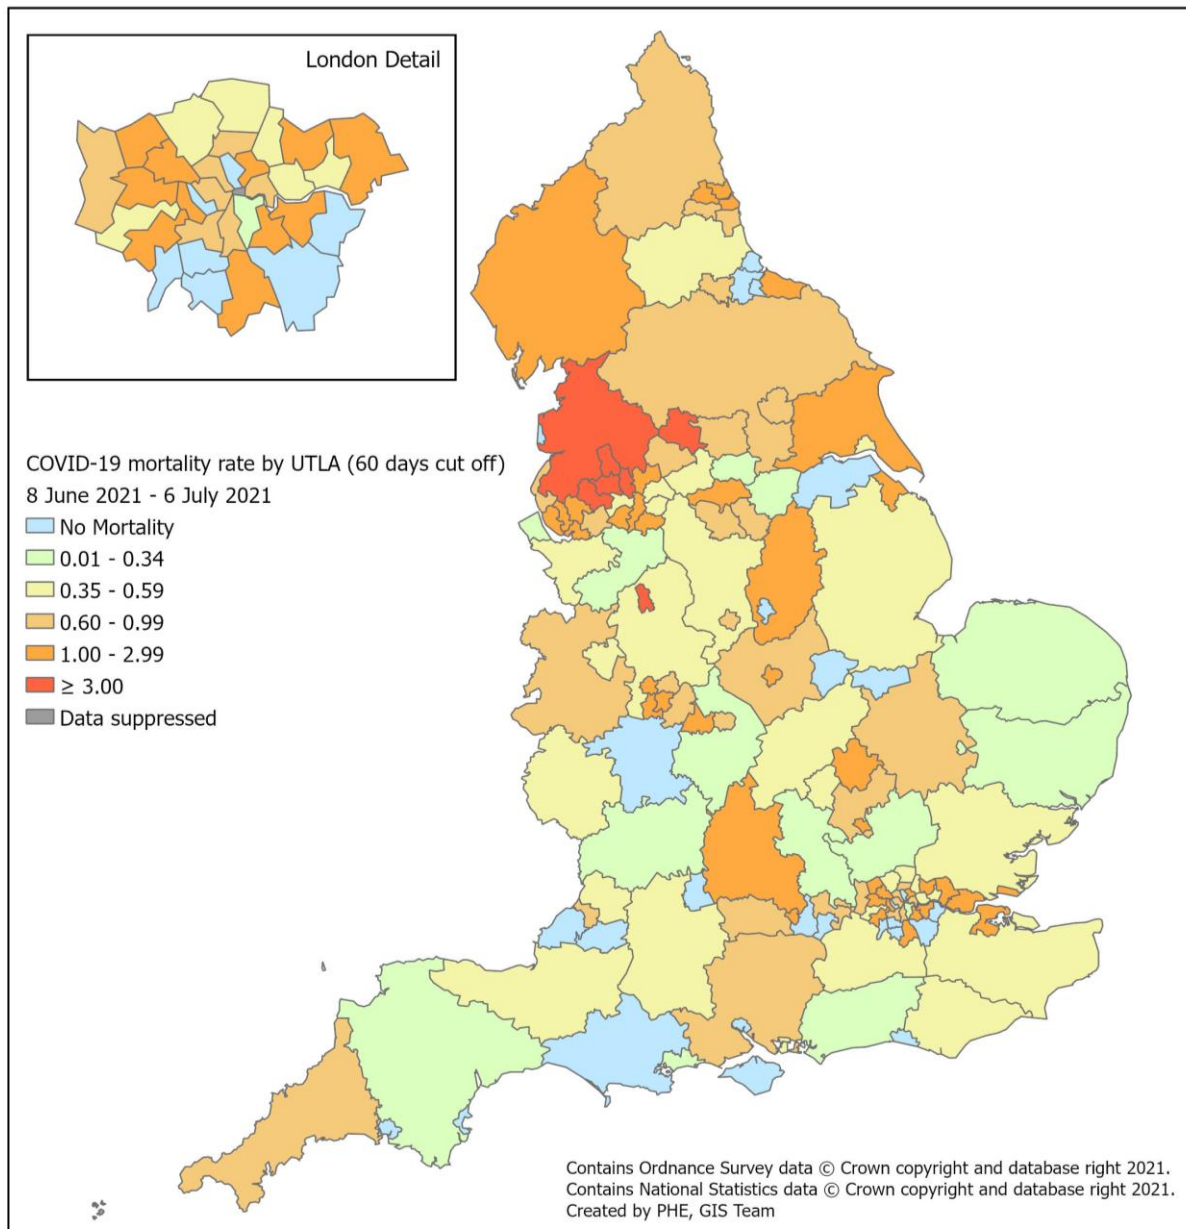 London Detail
COVID-19 mortality rate by UTLA (60 days cut off)
8 June 2021 - 6 July 2021
No Mortality
0.01 - 0.34
0.35 - 0.59
0.60 - 0.99
1.00 - 2.99
≥ 3.00
Data suppressed
Contains Ordnance Survey data © Crown copyright and database right 2021.
Contains National Statistics data © Crown copyright and database right 2021.
Created by PHE, GIS Team